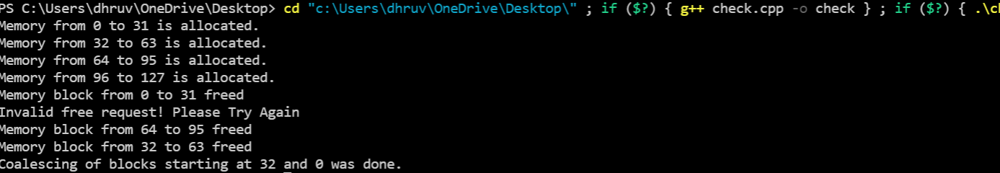 PS C:\Users\dhruv\OneDrive\Desktop> cd "c:\Users\dhruv\OneDrive\Desktop\" ; if ($?) { g++ check.cpp -o check } ; if ($?) { .\c
Memory from 0 to 31 is allocated.
Memory from 32 to 63 is allocated.
Memory from 64 to 95 is allocated.
Memory from 96 to 127 is allocated.
Memory block from 0 to 31 freed
Invalid free request! Please Try Again
Memory block from 64 to 95 freed
Memory block from 32 to 63 freed
Coalescing of blocks starting at 32 and 0 was done.